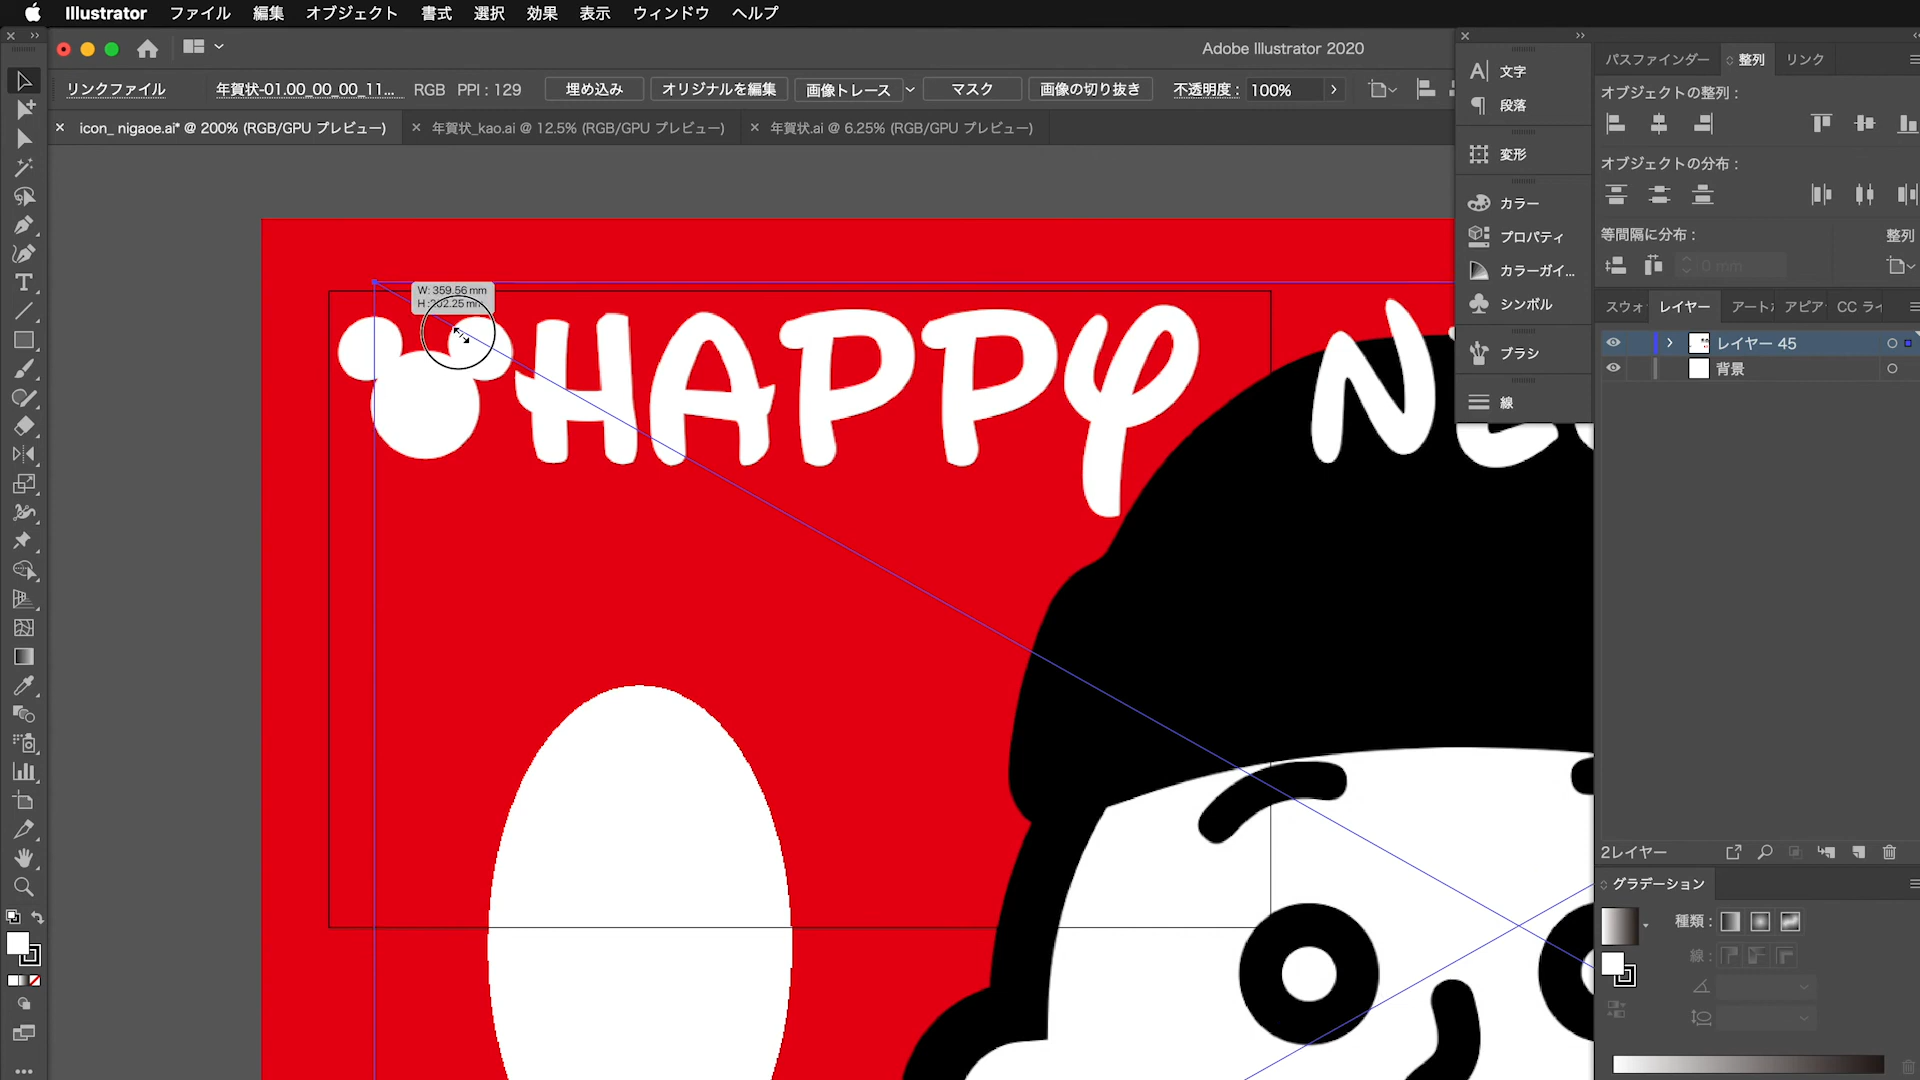 Illustrator ファイル 編集 オブジェクト 書式 選択 効果 表示 ウィンドウ ヘルプ
Adobe Illustrator 2020
リンクファイル 年賀状-01.00_00_00_11... RGB PPI : 129 埋め込み オリジナルを編集 画像トレース マスク 画像の切り抜き 不透明度 : 100%
× icon_ nigaoe.ai* @ 200% (RGB/GPU プレビュー) × 年賀状_kao.ai @ 12.5% (RGB/GPU プレビュー) × 年賀状.ai @ 6.25% (RGB/GPU プレビュー)
W: 359.56 mm
H: 202.25 mm
HAPPY NE
文字
段落
変形
カラー
プロパティ
カラーガイ...
シンボル
ブラシ
線
パスファインダー 整列 リンク
オブジェクトの整列 :
オブジェクトの分布 :
等間隔に分布 : 整列
0 mm
スウォ レイヤー アート アピア CC ライ
レイヤー 45
背景
2レイヤー
グラデーション
種類 :
線 :